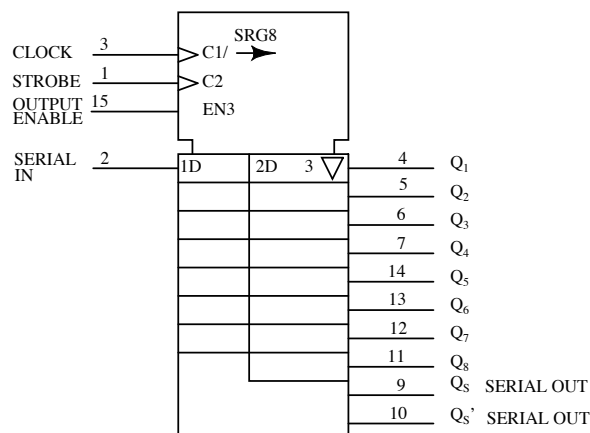 SRG8
CLOCK 3 C1/
STROBE 1 C2
OUTPUT ENABLE 15 EN3
SERIAL IN 2 1D 2D 3 4 Q1
5 Q2
6 Q3
7 Q4
14 Q5
13 Q6
12 Q7
11 Q8
9 QS SERIAL OUT
10 QS' SERIAL OUT